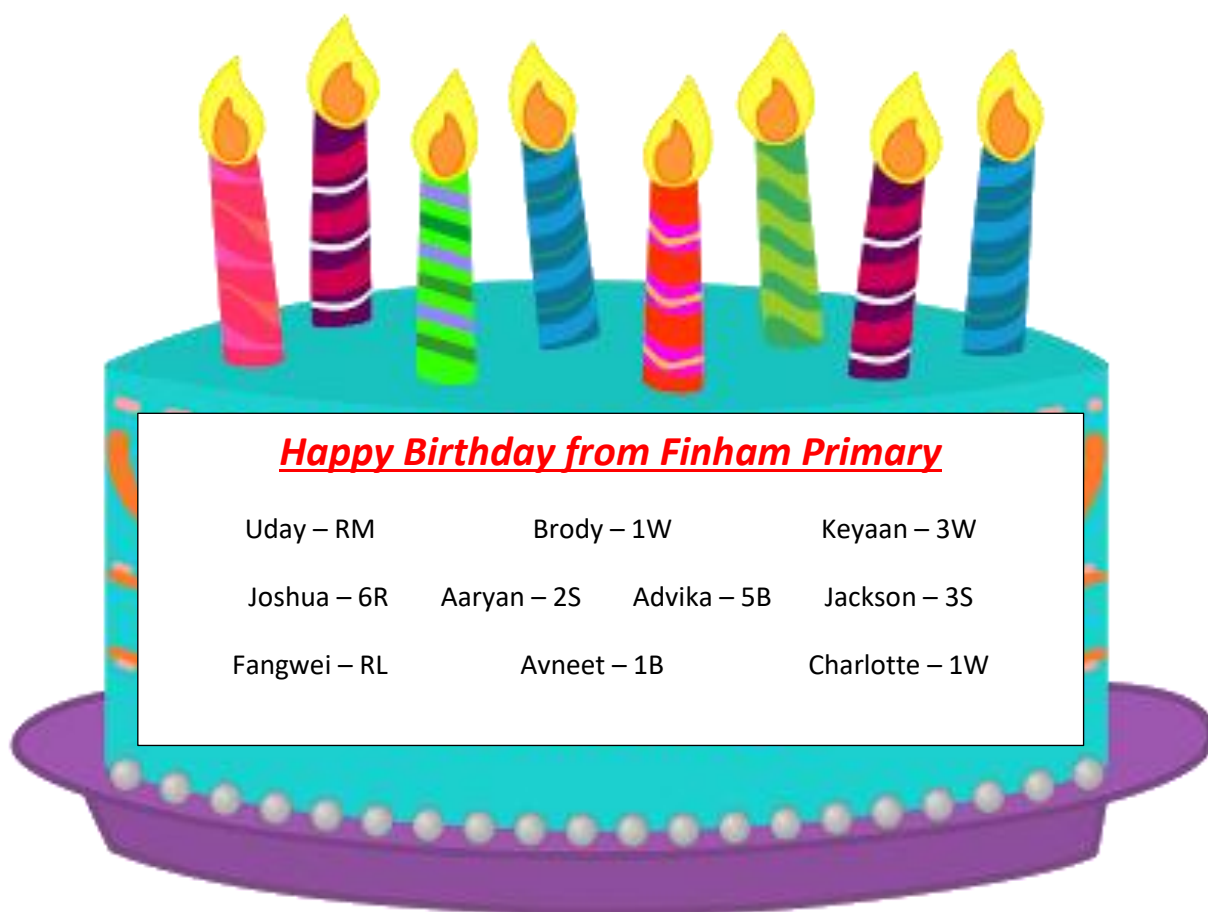 Happy Birthday from Finham Primary
Uday – RM Brody – 1W Keyaan – 3W
Joshua – 6R Aaryan – 2S Advika – 5B Jackson – 3S
Fangwei – RL Avneet – 1B Charlotte – 1W